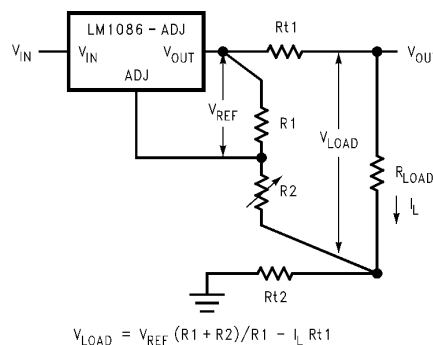 LM1086-ADJ
V_IN
V_IN
V_OUT
ADJ
Rt1
V_OU
V_REF
R1
V_LOAD
R2
R_LOAD
I_L
Rt2
V_LOAD = V_REF (R1+R2)/R1 - I_L Rt1